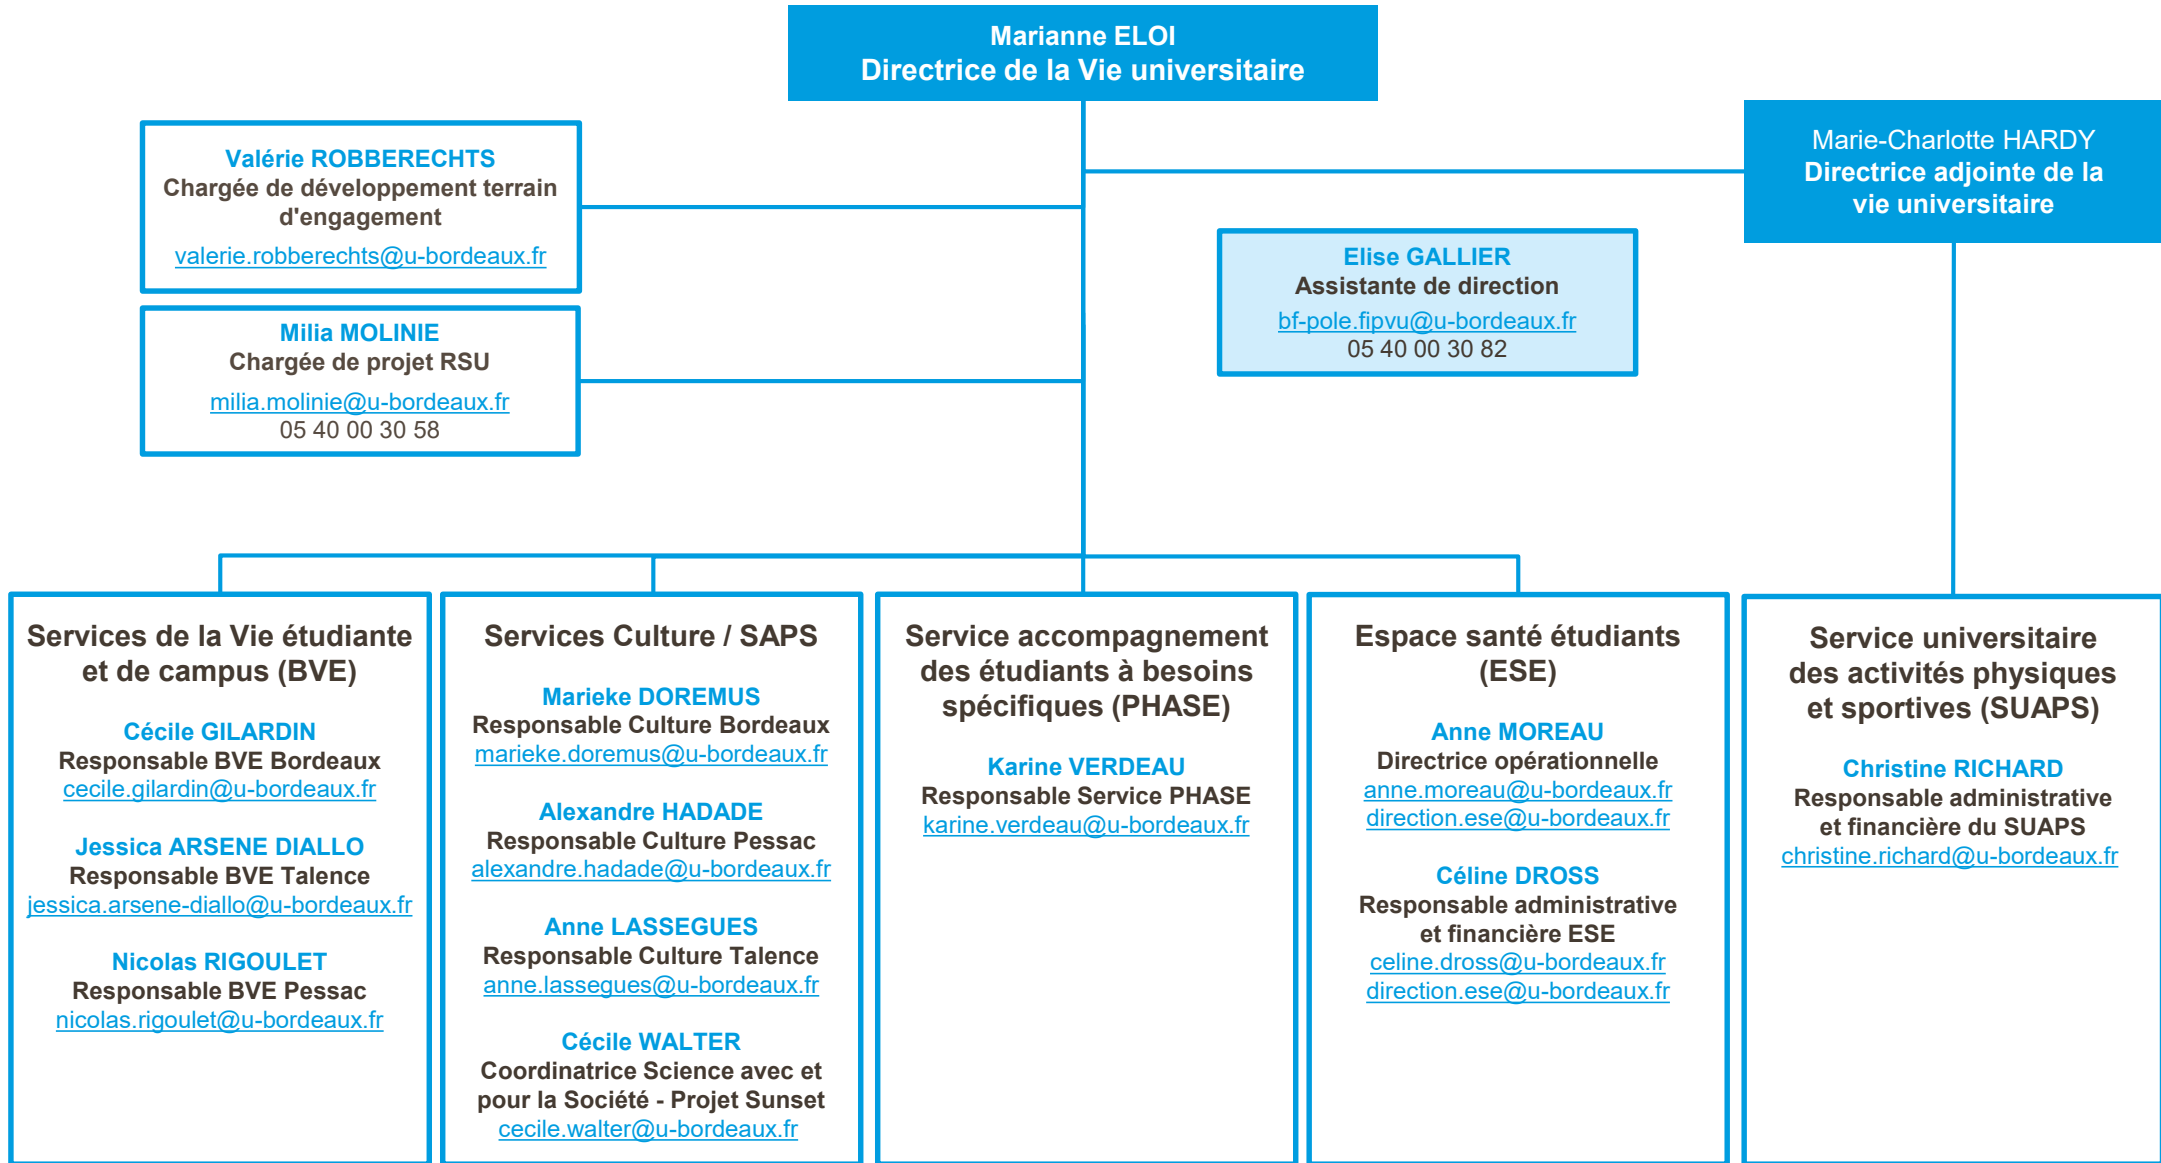 Marianne ELOI
Directrice de la Vie universitaire
Marie-Charlotte HARDY
Directrice adjointe de la
vie universitaire
Valérie ROBBERECHTS
Chargée de développement terrain
d'engagement
valerie.robberechts@u-bordeaux.fr
Elise GALLIER
Assistante de direction
bf-pole.fipvu@u-bordeaux.fr
05 40 00 30 82
Milia MOLINIE
Chargée de projet RSU
milia.molinie@u-bordeaux.fr
05 40 00 30 58
Services de la Vie étudiante
et de campus (BVE)
Cécile GILARDIN
Responsable BVE Bordeaux
cecile.gilardin@u-bordeaux.fr
Jessica ARSENE DIALLO
Responsable BVE Talence
jessica.arsene-diallo@u-bordeaux.fr
Nicolas RIGOULET
Responsable BVE Pessac
nicolas.rigoulet@u-bordeaux.fr
Services Culture / SAPS
Marieke DOREMUS
Responsable Culture Bordeaux
marieke.doremus@u-bordeaux.fr
Alexandre HADADE
Responsable Culture Pessac
alexandre.hadade@u-bordeaux.fr
Anne LASSEGUES
Responsable Culture Talence
anne.lassegues@u-bordeaux.fr
Cécile WALTER
Coordinatrice Science avec et
pour la Société - Projet Sunset
cecile.walter@u-bordeaux.fr
Service accompagnement
des étudiants à besoins
spécifiques (PHASE)
Karine VERDEAU
Responsable Service PHASE
karine.verdeau@u-bordeaux.fr
Espace santé étudiants
(ESE)
Anne MOREAU
Directrice opérationnelle
anne.moreau@u-bordeaux.fr
direction.ese@u-bordeaux.fr
Céline DROSS
Responsable administrative
et financière ESE
celine.dross@u-bordeaux.fr
direction.ese@u-bordeaux.fr
Service universitaire
des activités physiques
et sportives (SUAPS)
Christine RICHARD
Responsable administrative
et financière du SUAPS
christine.richard@u-bordeaux.fr